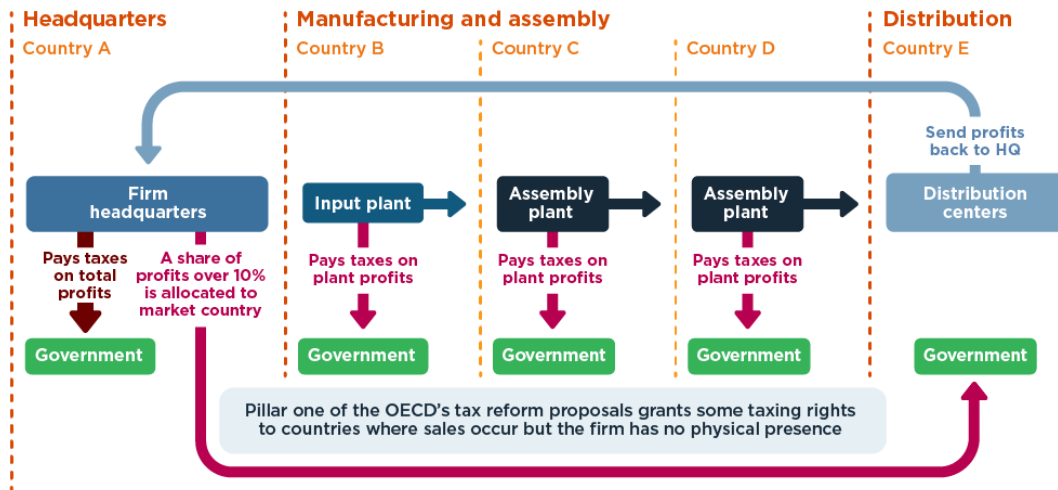 Headquarters
Manufacturing and assembly
Distribution
Country A
Country B
Country C
Country D
Country E
Send profits
back to HQ
Firm
headquarters
Input plant
Assembly
plant
Assembly
plant
Distribution
centers
Pays taxes
on total
profits
A share of
profits over 10%
is allocated to
market country
Pays taxes on
plant profits
Pays taxes on
plant profits
Pays taxes on
plant profits
Government
Government
Government
Government
Government
Pillar one of the OECD's tax reform proposals grants some taxing rights
to countries where sales occur but the firm has no physical presence